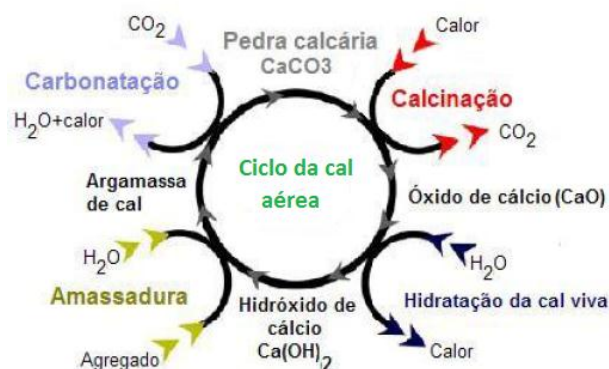 CO2
Pedra calcária
CaCO3
Calor
Carbonatação
Calcinação
H2O+calor
CO2
Ciclo da cal
aérea
Argamassa
de cal
Óxido de cálcio (CaO)
H2O
H2O
Amassadura
Hidróxido de
cálcio
Ca(OH)2
Hidratação da cal viva
Agregado
Calor